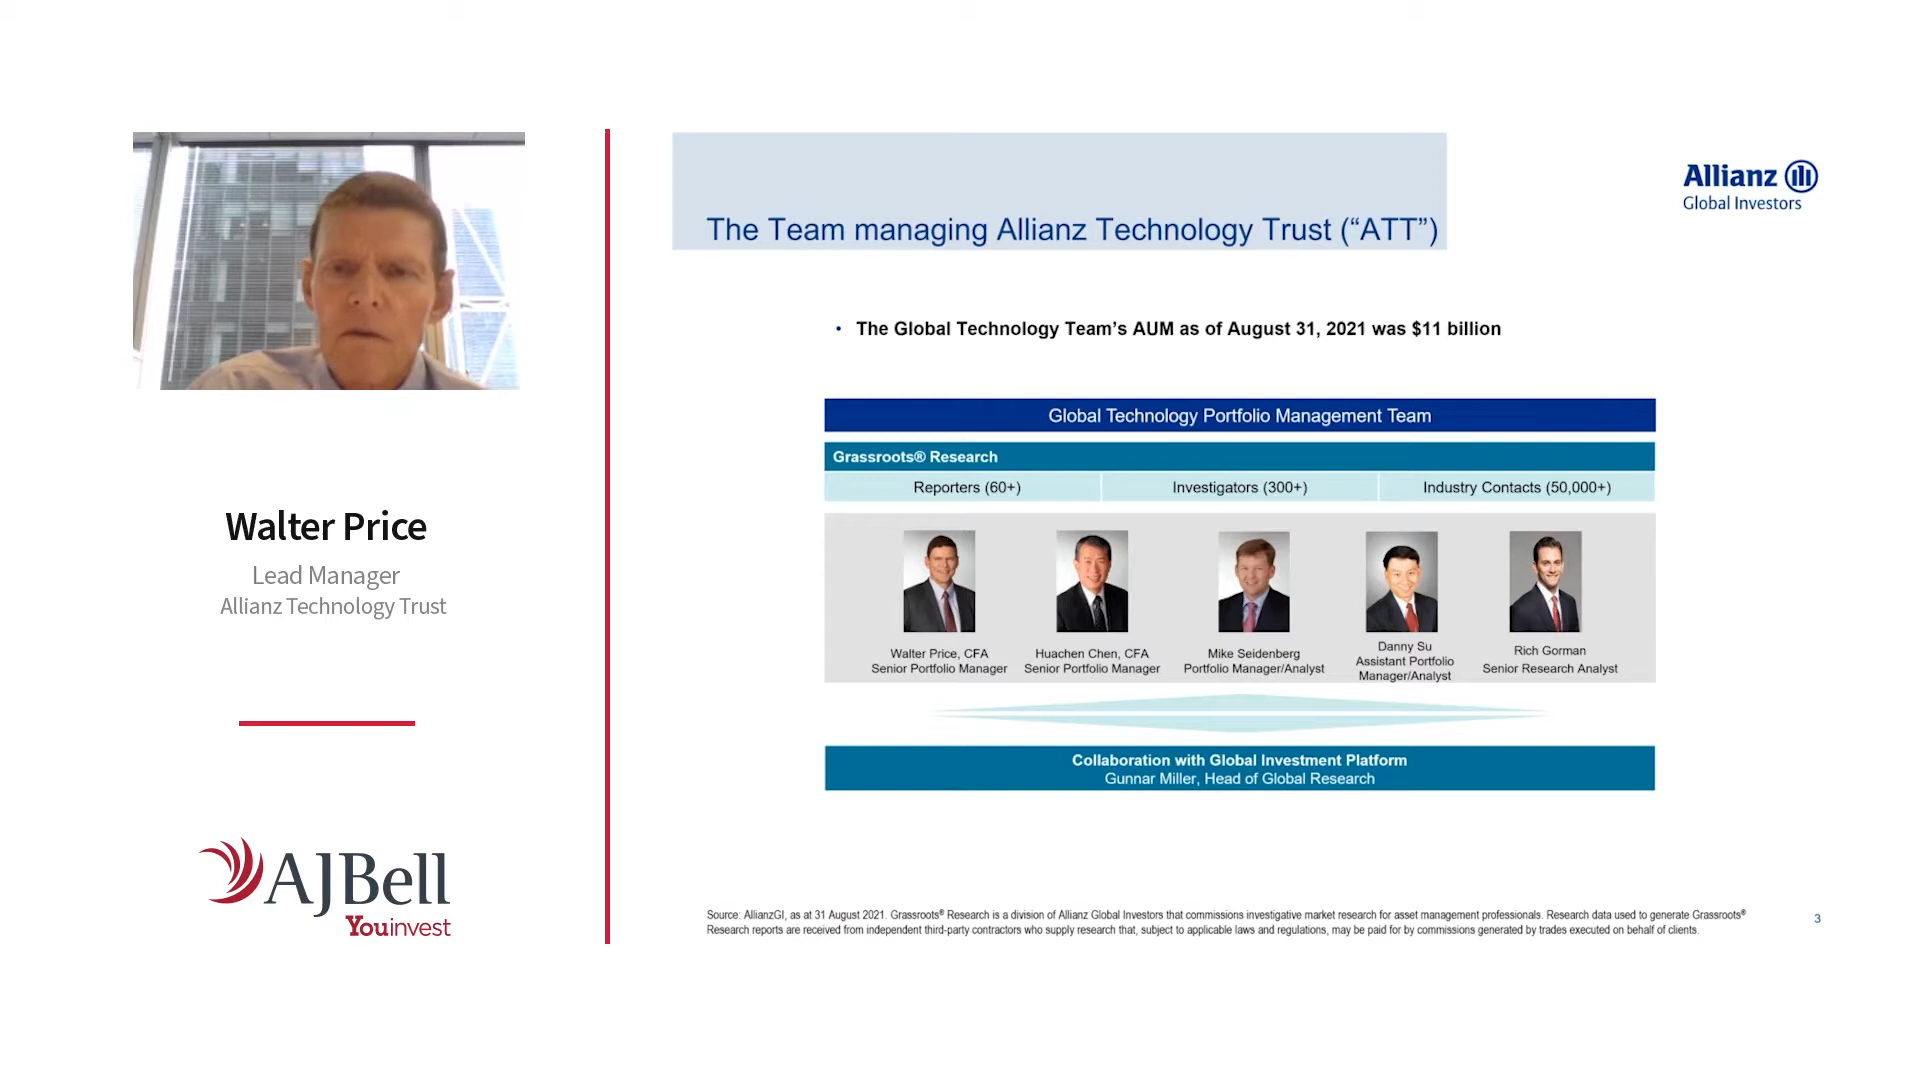 Walter Price
Lead Manager
Allianz Technology Trust
AJBell
Youinvest
The Team managing Allianz Technology Trust (“ATT”)
Allianz
Global Investors
• The Global Technology Team’s AUM as of August 31, 2021 was $11 billion
Global Technology Portfolio Management Team
Grassroots® Research
Reporters (60+)
Investigators (300+)
Industry Contacts (50,000+)
Walter Price, CFA
Senior Portfolio Manager
Huachen Chen, CFA
Senior Portfolio Manager
Mike Seidenberg
Portfolio Manager/Analyst
Danny Su
Assistant Portfolio
Manager/Analyst
Rich Gorman
Senior Research Analyst
Collaboration with Global Investment Platform
Gunnar Miller, Head of Global Research
Source: AllianzGI, as at 31 August 2021. Grassroots® Research is a division of Allianz Global Investors that commissions investigative market research for asset management professionals. Research data used to generate Grassroots®
Research reports are received from independent third-party contractors who supply research that, subject to applicable laws and regulations, may be paid for by commissions generated by trades executed on behalf of clients.
3